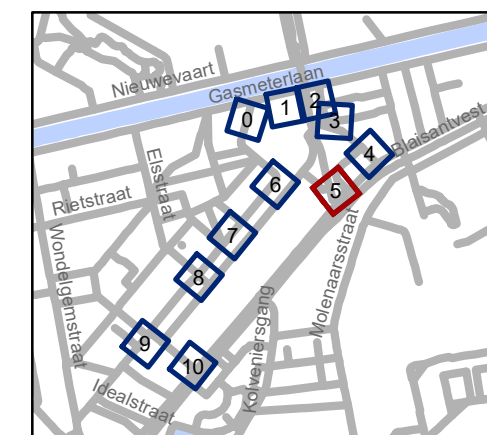 Nieuwevaart
Gasmeterlaan
0
1
2
3
4
Blaisantvest
Elsstraat
Rietstraat
5
6
7
8
9
10
Wondelgemstraat
Molenaarsstraat
Kolveniersgang
Idealstraat